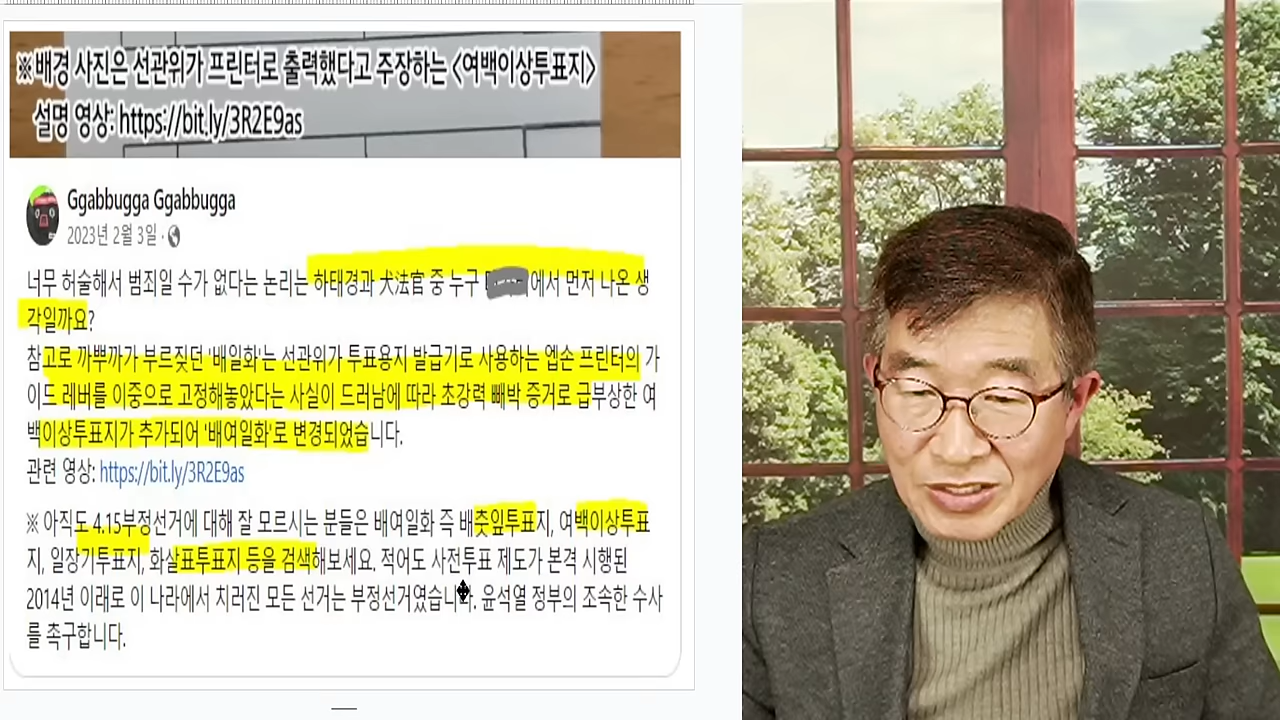 ※배경 사진은 선관위가 프린터로 출력했다고 주장하는 <여백이상투표지>
설명 영상: https://bit.ly/3R2E9as
Ggabbugga Ggabbugga
2023년 2월 3일 ·
너무 허술해서 범죄일 수가 없다는 논리는 하태경과 犬法官 중 누구 에서 먼저 나온 생
각일까요?
참고로 까뿌까가 부르짖던 '배일화'는 선관위가 투표용지 발급기로 사용하는 엡손 프린터의 가
이드 레버를 이중으로 고정해놓았다는 사실이 드러남에 따라 초강력 빼박 증거로 급부상한 여
백이상투표지가 추가되어 '배여일화'로 변경되었습니다.
관련 영상: https://bit.ly/3R2E9as
※ 아직도 4.15부정선거에 대해 잘 모르시는 분들은 배여일화 즉 배춧잎투표지, 여백이상투표
지, 일장기투표지, 화살표투표지 등을 검색해보세요. 적어도 사전투표 제도가 본격 시행된
2014년 이래로 이 나라에서 치러진 모든 선거는 부정선거였습니다. 윤석열 정부의 조속한 수사
를 촉구합니다.